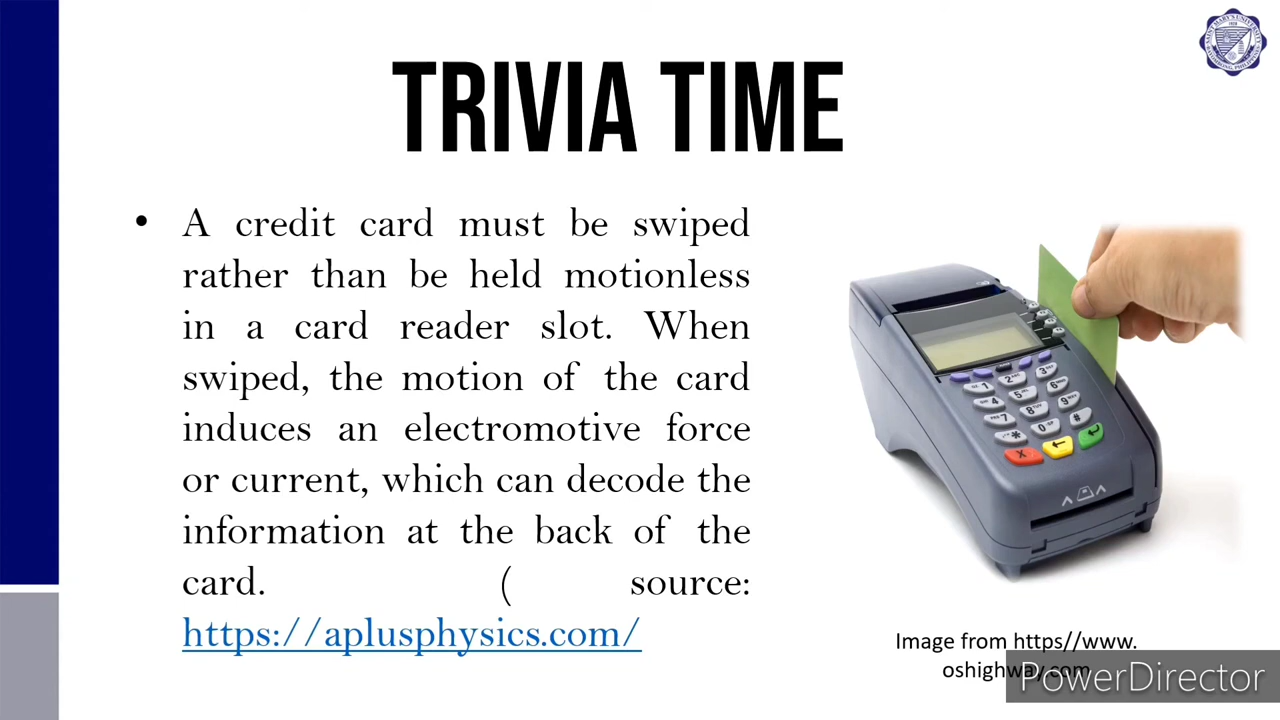 TRIVIA TIME
• A credit card must be swiped
rather than be held motionless
in a card reader slot. When
swiped, the motion of the card
induces an electromotive force
or current, which can decode the
information at the back of the
card. ( source:
https://aplusphysics.com/
Image from https//www.
oshighway.com
PowerDirector